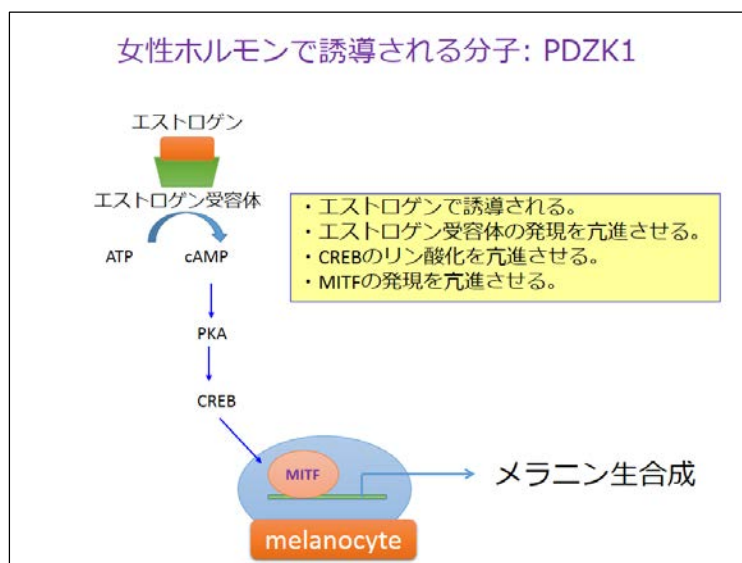 女性ホルモンで誘導される分子: PDZK1
エストロゲン
エストロゲン受容体
ATP
cAMP
・エストロゲンで誘導される。
・エストロゲン受容体の発現を亢進させる。
・CREBのリン酸化を亢進させる。
・MITFの発現を亢進させる。
PKA
CREB
MITF
メラニン生合成
melanocyte